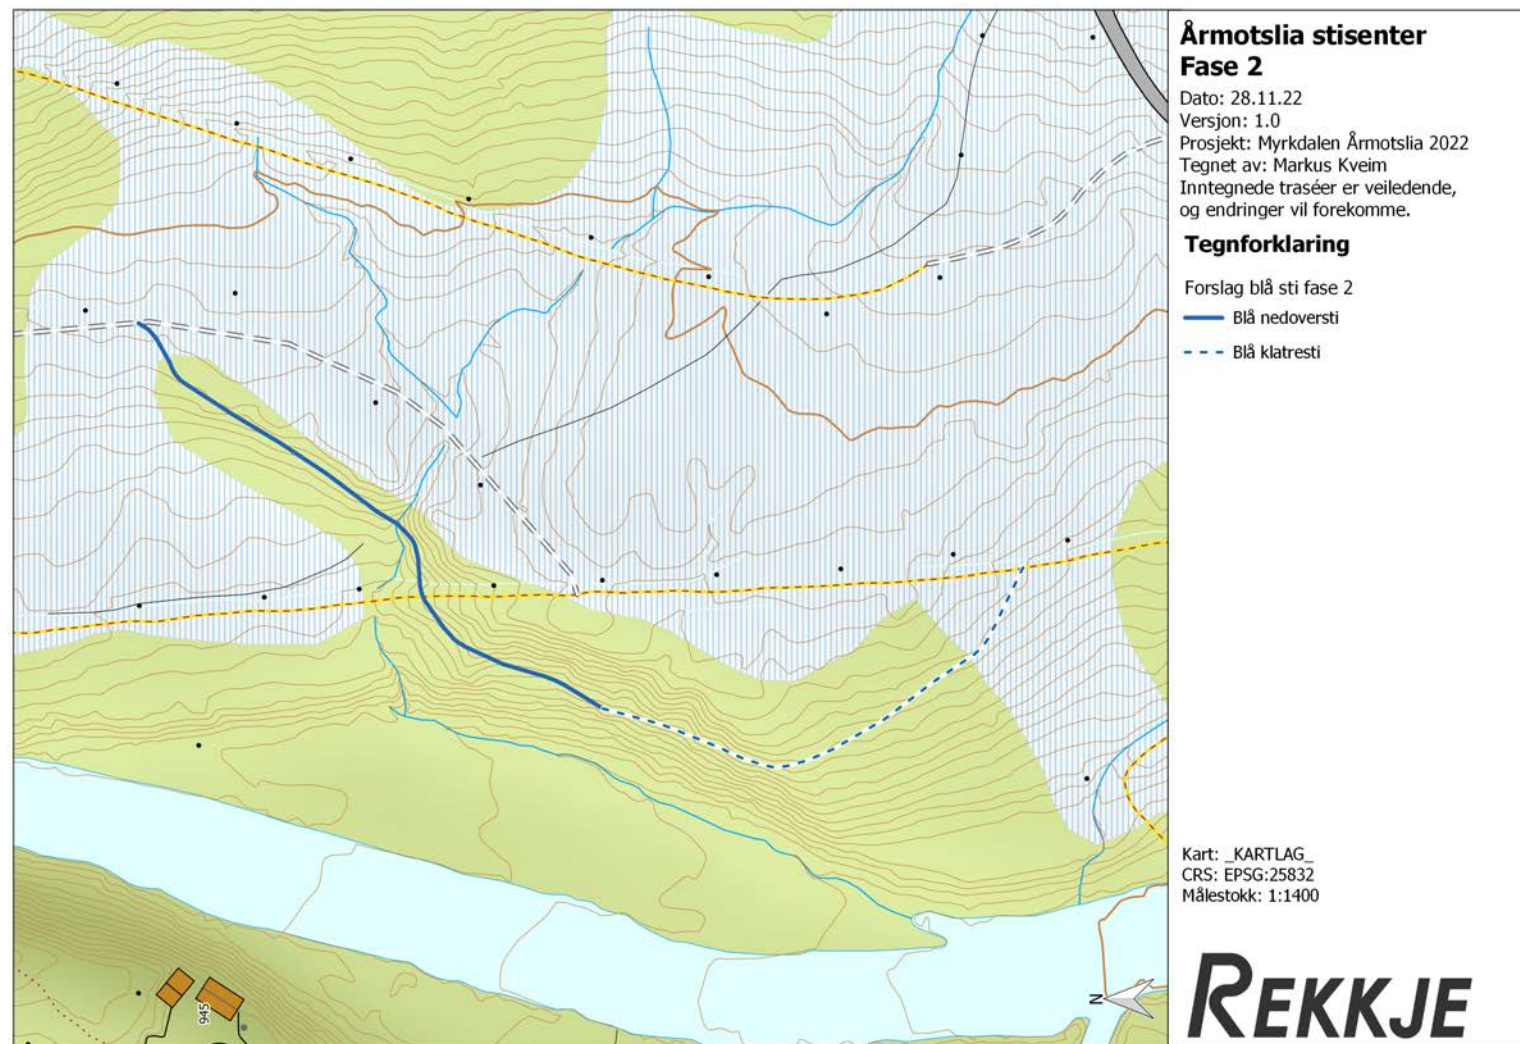 Årmotslia stisenter
Fase 2
Dato: 28.11.22
Versjon: 1.0
Prosjekt: Myrkdalen Årmotslia 2022
Tegnet av: Markus Kveim
Inntegnede traséer er veiledende,
og endringer vil forekomme.
Tegnforklaring
Forslag blå sti fase 2
Blå nedoversti
Blå klatresti
Kart: _KARTLAG_
CRS: EPSG:25832
Målestokk: 1:1400
N
945
REKKJE